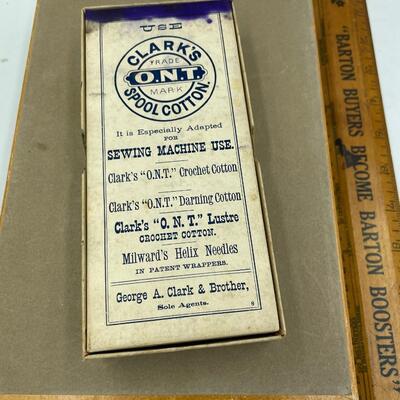 USE
CLARK'S
TRADE
O.N.T.
MARK
SPOOL COTTON.
It is Especially Adapted
FOR
SEWING MACHINE USE.
Clark's "O.N.T." Crochet Cotton
Clark's "O.N.T." Darning Cotton
Clark's "O. N. T." Lustre
CROCHET COTTON.
Milward's Helix Needles
IN PATENT WRAPPERS.
George A. Clark & Brother,
Sole Agents.
"BARTON BUYERS BECOME BARTON BOOSTERS"